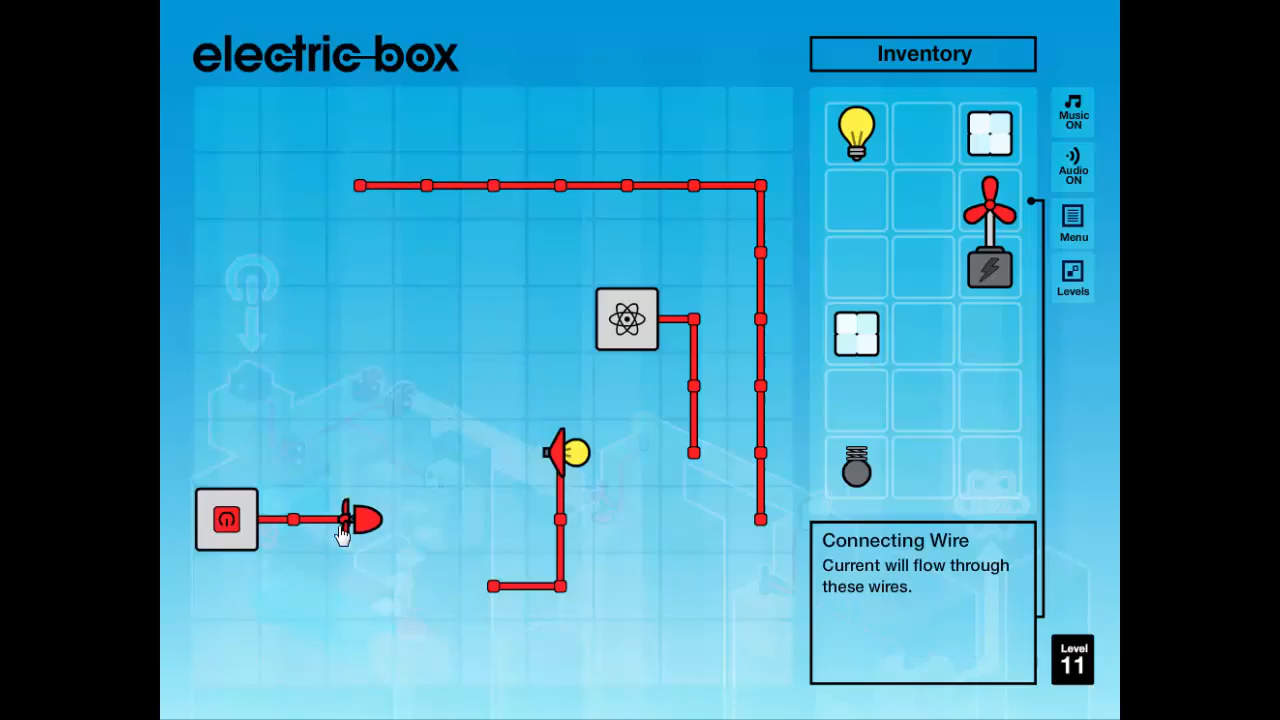 electric box
Inventory
Music
ON
Audio
ON
Menu
Levels
Connecting Wire
Current will flow through
these wires.
Level
11